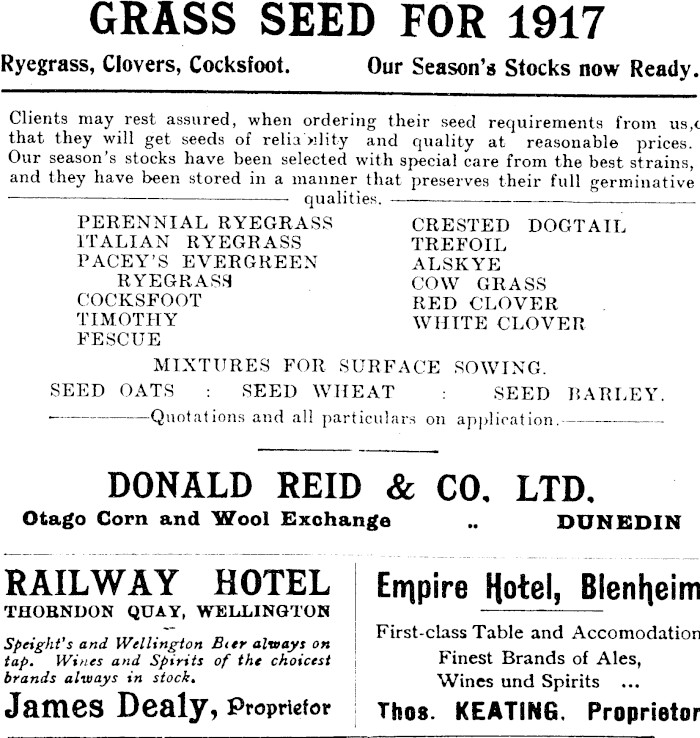 GRASS SEED FOR 1917
Ryegrass, Clovers, Cocksfoot. Our Season's Stocks now Ready.
Clients may rest assured, when ordering their seed requirements from us,
that they will get seeds of reliability and quality at reasonable prices.
Our season's stocks have been selected with special care from the best strains,
and they have been stored in a manner that preserves their full germinative
qualities.
PERENNIAL RYEGRASS
ITALIAN RYEGRASS
PACEY'S EVERGREEN
RYEGRASS
COCKSFOOT
TIMOTHY
FESCUE
CRESTED DOGTAIL
TREFOIL
ALSKYE
COW GRASS
RED CLOVER
WHITE CLOVER
MIXTURES FOR SURFACE SOWING.
SEED OATS : SEED WHEAT : SEED BARLEY.
Quotations and all particulars on application.
DONALD REID & CO. LTD.
Otago Corn and Wool Exchange .. DUNEDIN
RAILWAY HOTEL
THORNDON QUAY, WELLINGTON
Speight's and Wellington Beer always on
tap. Wines and Spirits of the choicest
brands always in stock.
James Dealy, Proprietor
Empire Hotel, Blenheim
First-class Table and Accomodation
Finest Brands of Ales,
Wines und Spirits ...
Thos. KEATING. Proprietor